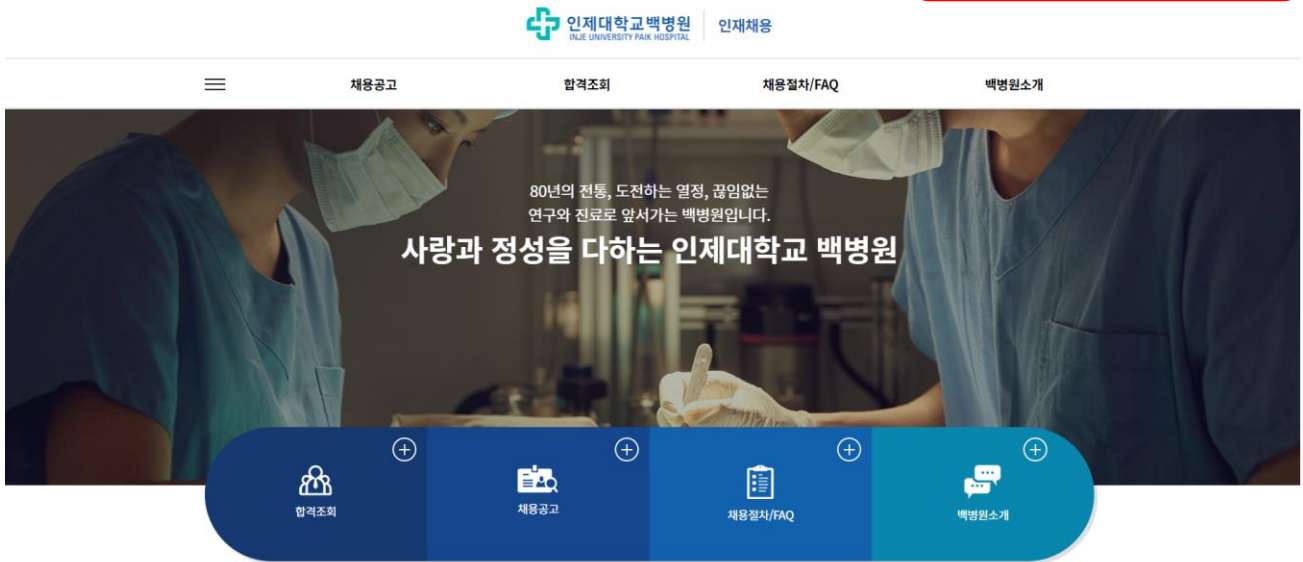 인제대학교백병원
INJE UNIVERSITY PAIK HOSPITAL
인재채용
채용공고
합격조회
채용절차/FAQ
백병원소개
80년의 전통, 도전하는 열정, 끊임없는
연구와 진료로 앞서가는 백병원입니다.
사랑과 정성을 다하는 인제대학교 백병원
합격조회
채용공고
채용절차/FAQ
백병원소개